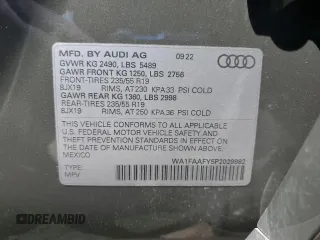 MFD. BY AUDI AG 09 22
GVWR KG 2490, LBS 5489
GAWR FRONT KG 1250, LBS 2756
FRONT-TIRES 235/55 R19
8JX19 RIMS, AT 230 KPA 33 PSI COLD
GAWR REAR KG 1360, LBS 2998
REAR-TIRES 235/55 R19
8JX19 RIMS, AT 250 KPA 36 PSI COLD
THIS VEHICLE CONFORMS TO ALL APPLICABLE
U.S. FEDERAL MOTOR VEHICLE SAFETY, BUMPER, AND
THEFT PREVENTION STANDARDS IN EFFECT
ON THE DATE OF MANUFACTURE SHOWN ABOVE.
MEXICO WA1FAAFY5P2029882
TYPE:
MPV
DREAMBID